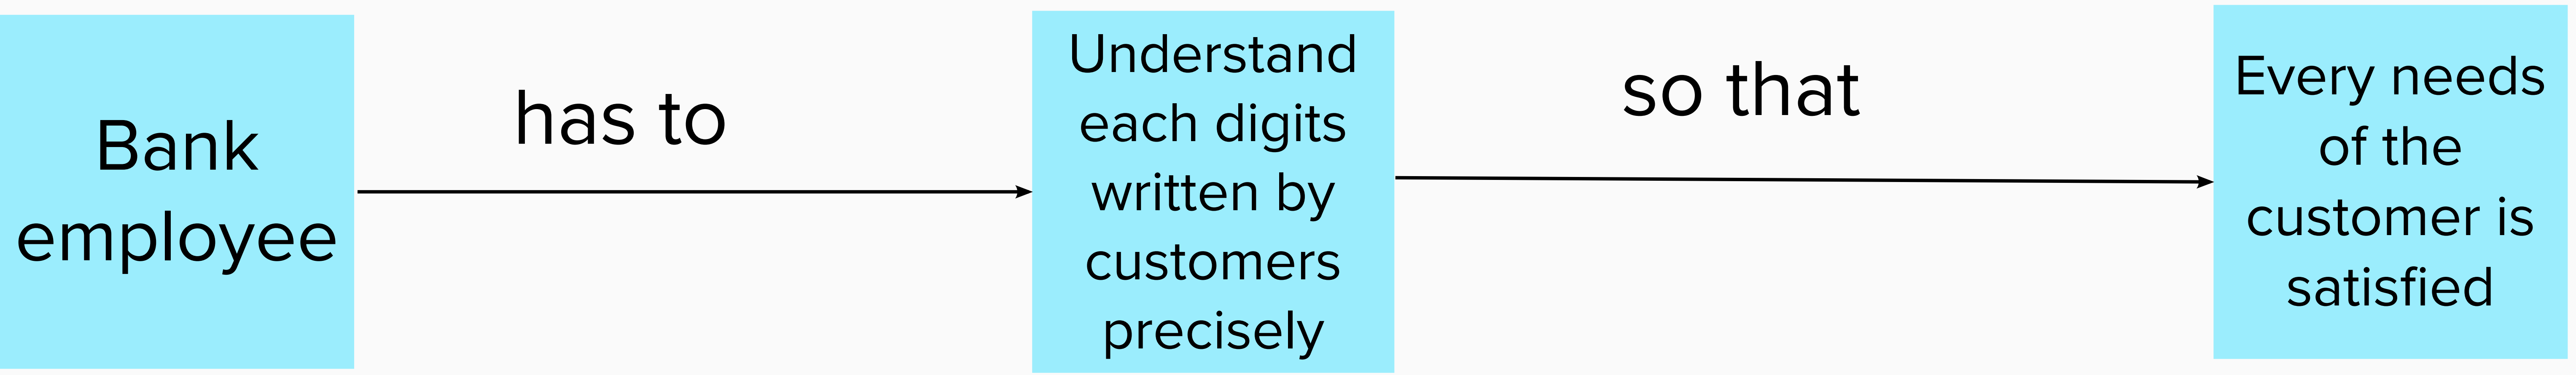 Bank
employee
has to
Understand
each digits
written by
customers
precisely
so that
Every needs
of the
customer is
satisfied